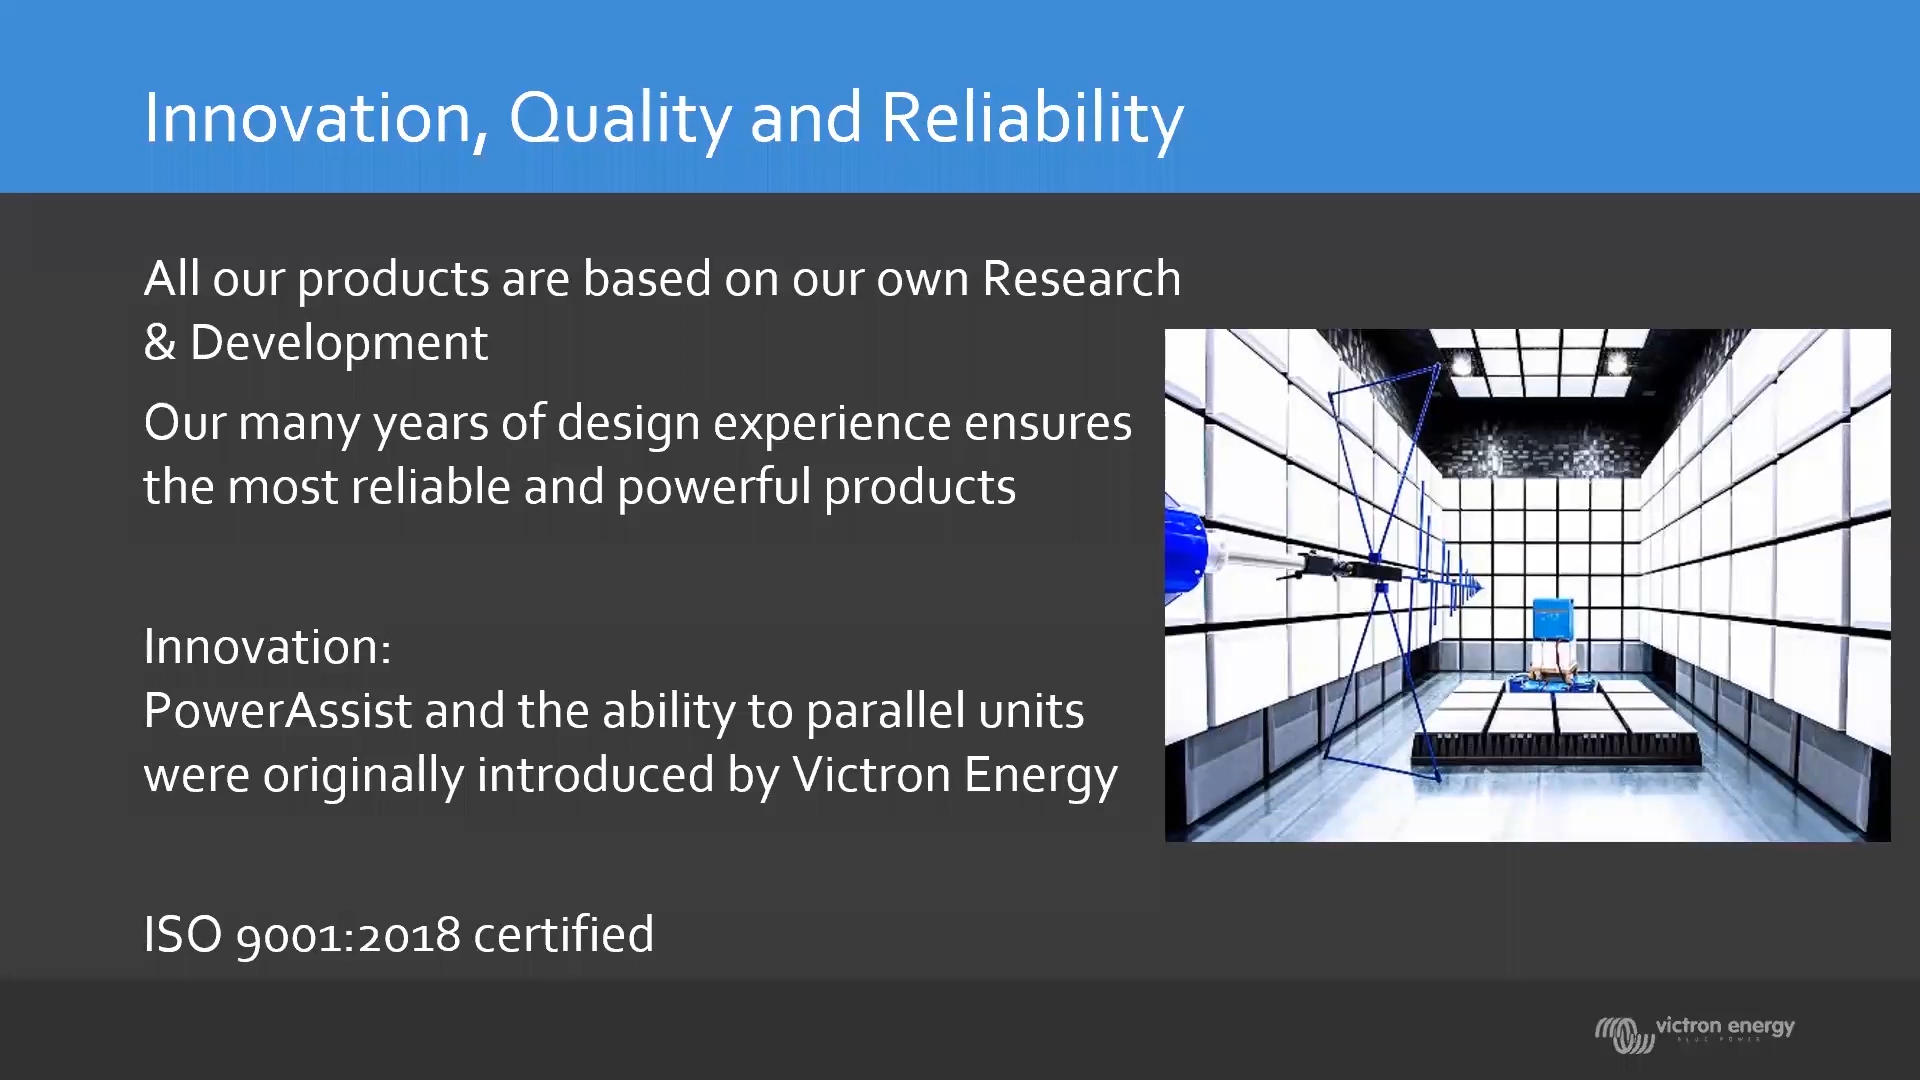 Innovation, Quality and Reliability
All our products are based on our own Research
& Development
Our many years of design experience ensures
the most reliable and powerful products
Innovation:
PowerAssist and the ability to parallel units
were originally introduced by Victron Energy
ISO 9001:2018 certified
victron energy
BLUE POWER